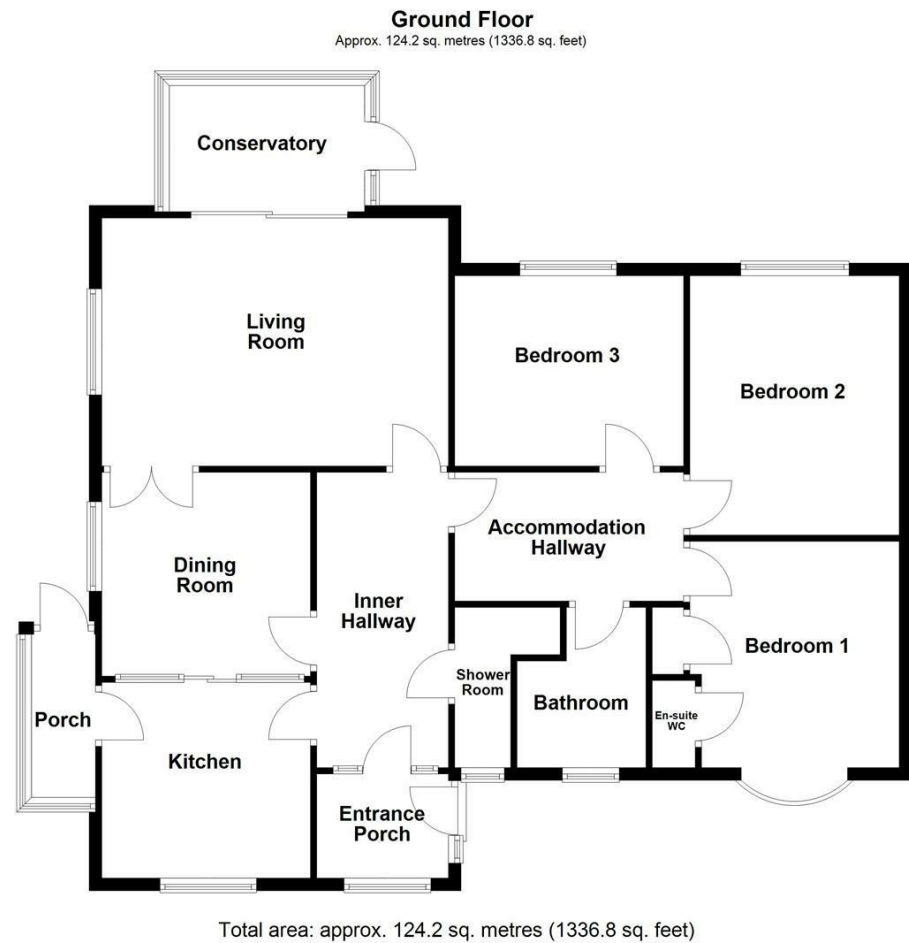 Ground Floor
Approx. 124.2 sq. metres (1336.8 sq. feet)
Conservatory
Living
Room
Bedroom 3
Bedroom 2
Accommodation
Hallway
Dining
Room
Inner
Hallway
Bedroom 1
Shower
Room
Bathroom
En-suite
WC
Porch
Kitchen
Entrance
Porch
Total area: approx. 124.2 sq. metres (1336.8 sq. feet)